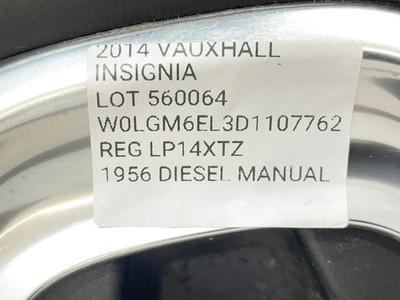 2014 VAUXHALL
INSIGNIA
LOT 560064
W0LGM6EL3D1107762
REG LP14XTZ
1956 DIESEL MANUAL